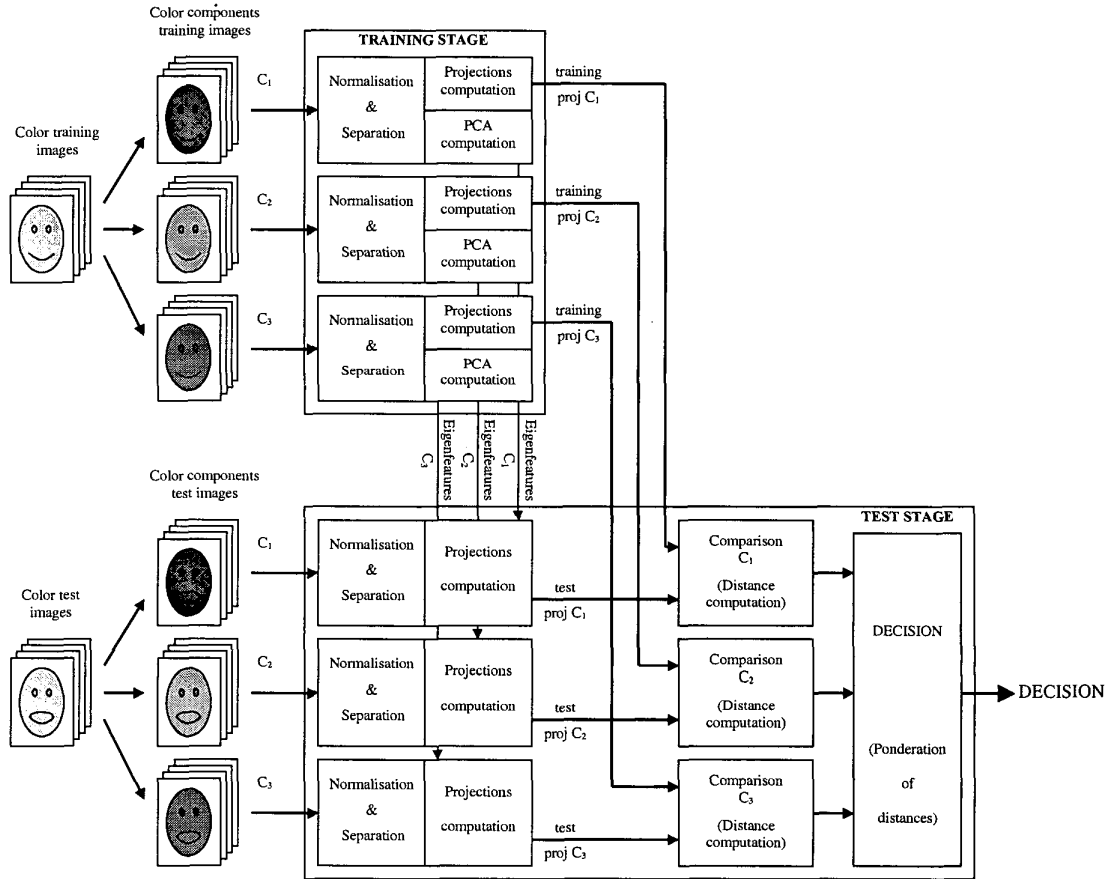 Color components
training images
TRAINING STAGE
Color training
images
C₁
Normalisation
&
Separation
Projections
computation
PCA
computation
training
proj C₁
C₂
Normalisation
&
Separation
Projections
computation
PCA
computation
training
proj C₂
C₃
Normalisation
&
Separation
Projections
computation
PCA
computation
training
proj C₃
Eigenfeatures
C₃
Eigenfeatures
C₂
Eigenfeatures
C₁
Color components
test images
TEST STAGE
Color test
images
C₁
Normalisation
&
Separation
Projections
computation
test
proj C₁
Comparison
C₁
(Distance
computation)
C₂
Normalisation
&
Separation
Projections
computation
test
proj C₂
Comparison
C₂
(Distance
computation)
C₃
Normalisation
&
Separation
Projections
computation
test
proj C₃
Comparison
C₃
(Distance
computation)
DECISION
(Ponderation
of
distances)
DECISION